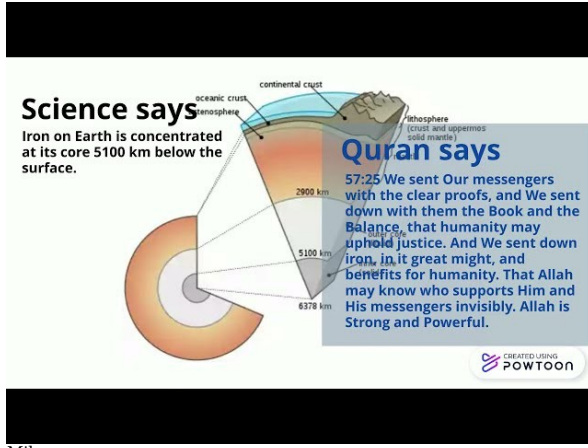 continental crust
oceanic crust
Science says
Iron on Earth is concentrated
at its core 5100 km below the
surface.
lithosphere
(crust and uppermost
solid mantle)
Quran says
57:25 We sent Our messengers
with the clear proofs, and We sent
down with them the Book and the
Balance, that humanity may
uphold justice. And We sent down
iron, in it great might, and
benefits for humanity. That Allah
may know who supports Him and
His messengers invisibly. Allah is
Strong and Powerful.
2900 km
5100 km
6378 km
CREATED USING
POWTOON